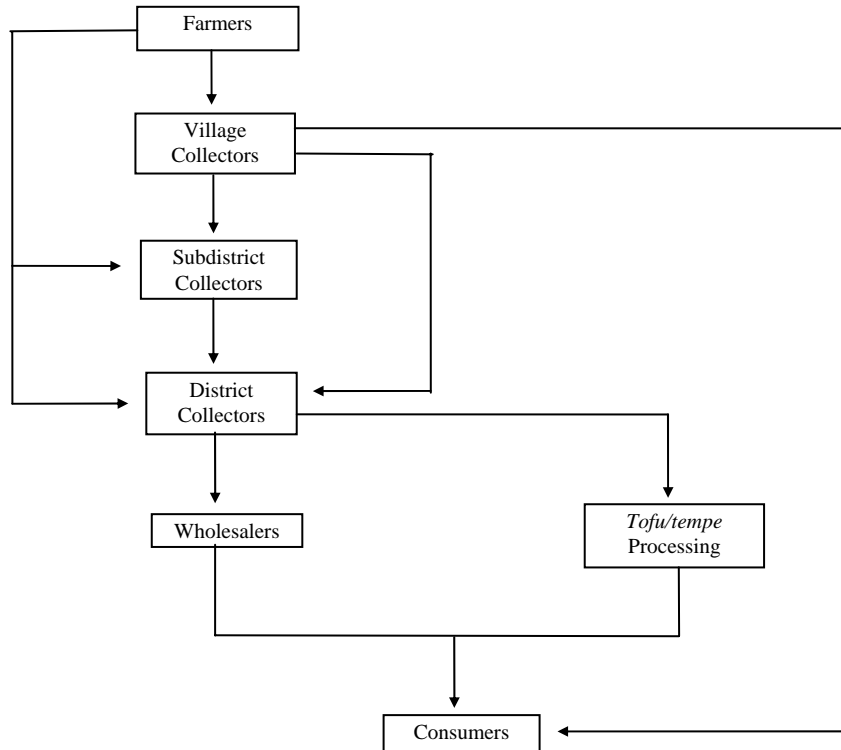 Farmers
Village
Collectors
Subdistrict
Collectors
District
Collectors
Wholesalers
Tofu/tempe
Processing
Consumers